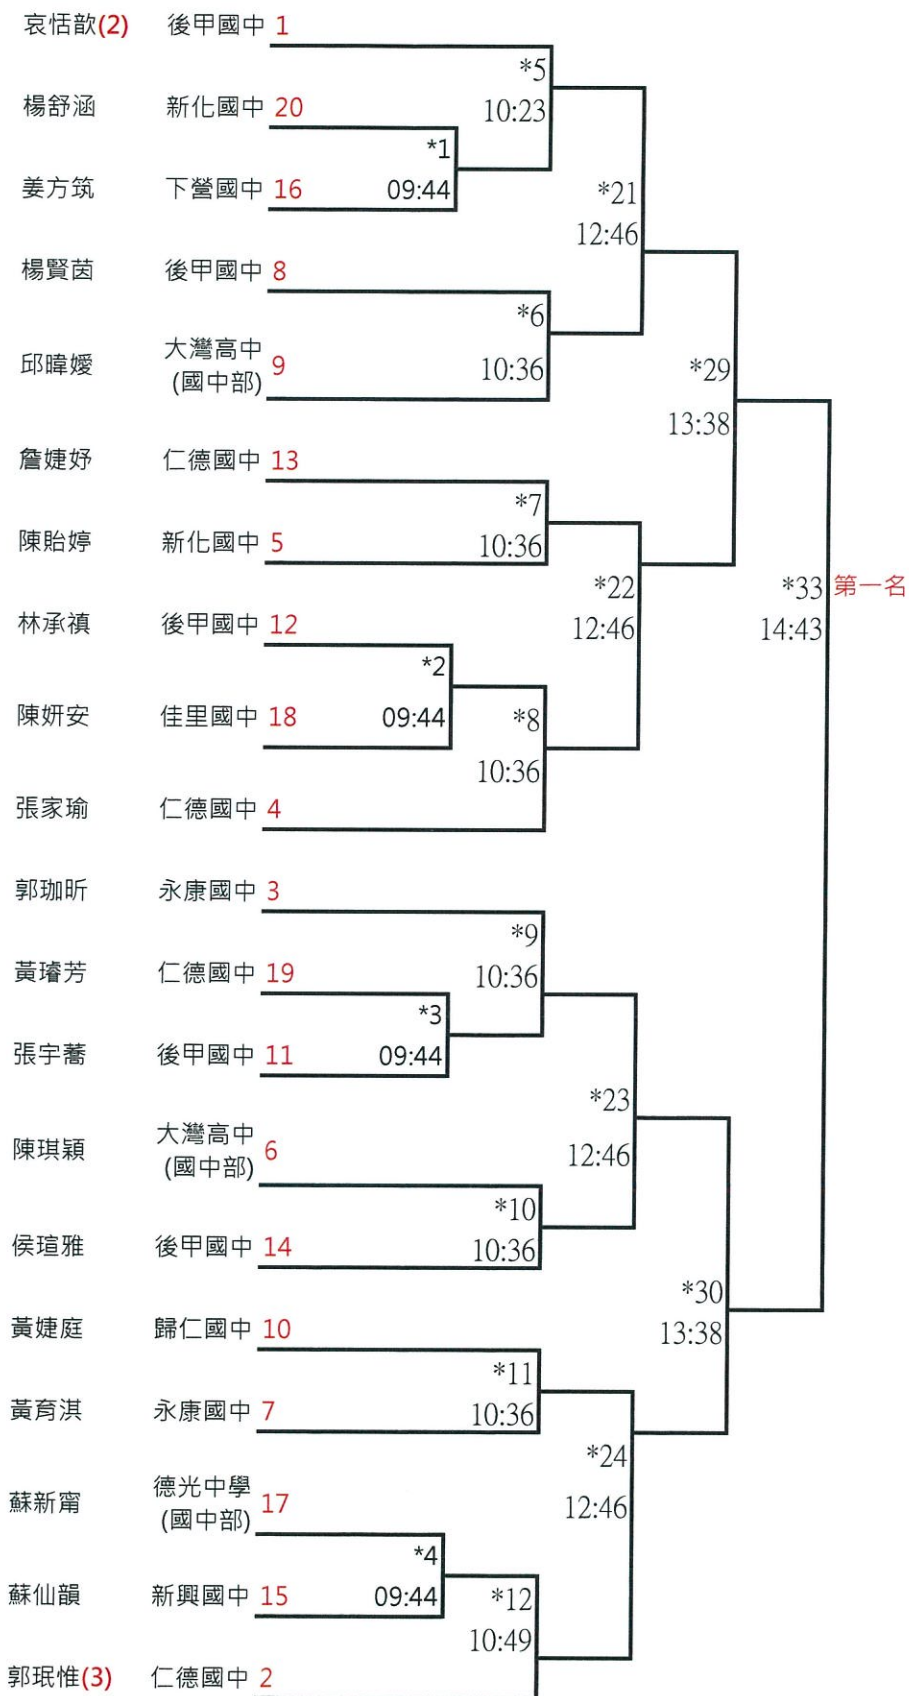 哀恬歆(2) 後甲國中 1
*5
楊舒涵 新化國中 20 10:23
*1
姜方筑 下營國中 16 09:44 *21
12:46
楊賢茵 後甲國中 8
*6
大灣高中
邱暐嬡 9 10:36 *29
(國中部)
13:38
詹婕妤 仁德國中 13
*7
陳貽婷 新化國中 5 10:36
*22 *33 第一名
林承禛 後甲國中 12 12:46 14:43
*2
陳妍安 佳里國中 18 09:44 *8
10:36
張家瑜 仁德國中 4
郭珈昕 永康國中 3
*9
黃璿芳 仁德國中 19 10:36
*3
張宇蕎 後甲國中 11 09:44
*23
大灣高中
陳琪穎 6 12:46
(國中部)
*10
侯瑄雅 後甲國中 14 10:36
*30
黃婕庭 歸仁國中 10 13:38
*11
黃育淇 永康國中 7 10:36
*24
德光中學
蘇新甯 17 12:46
(國中部)
*4
蘇仙韻 新興國中 15 09:44 *12
10:49
郭珉惟(3) 仁德國中 2